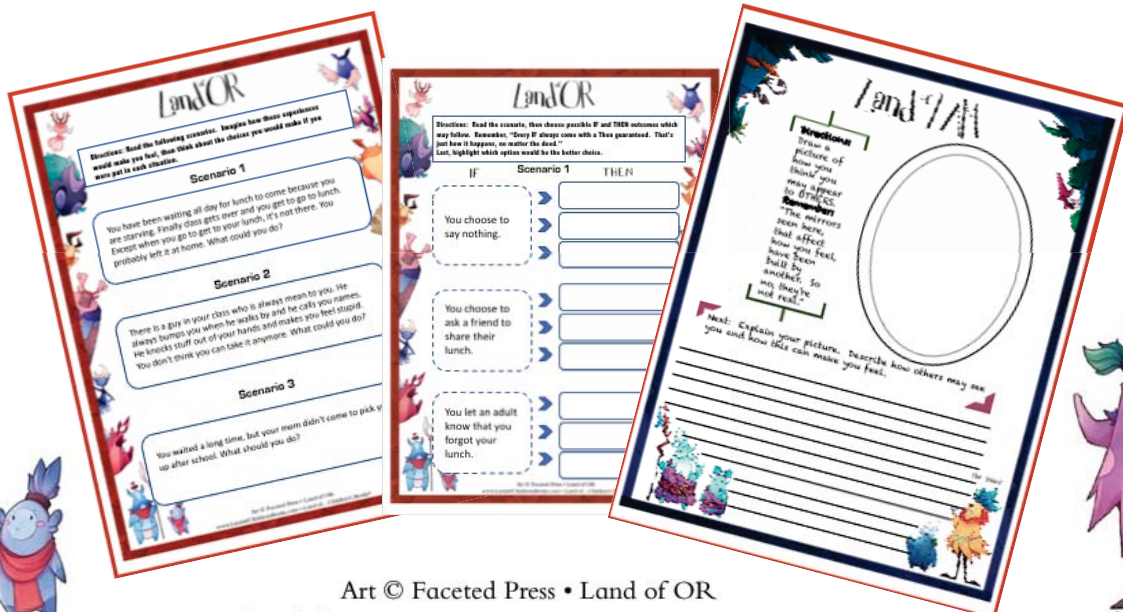 Land of OR
Directions: Read the following scenarios. Imagine how these experiences
would make you feel, then think about the choices you would make if you
were put in each situation.
Scenario 1
You have been waiting all day for lunch to come because you
are starving. Finally class gets over and you get to go to lunch.
Except when you go to get to your lunch, it's not there. You
probably left it at home. What could you do?
Scenario 2
There is a guy in your class who is always mean to you. He
always bumps you when he walks by and he calls you names.
He knocks stuff out of your hands and makes you feel stupid.
You don't think you can take it anymore. What could you do?
Scenario 3
You waited a long time, but your mom didn't come to pick y
up after school. What should you do?
Art © Faceted Press • Land of OR
Land of OR
Directions: Read the scenario, then choose possible IF and THEN outcomes which
may follow. Remember, "Every IF always come with a Then guaranteed. That's
just how it happens, no matter the deed."
Last, highlight which option would be the better choice.
IF Scenario 1 THEN
You choose to
say nothing.
You choose to
ask a friend to
share their
lunch.
You let an adult
know that you
forgot your
lunch.
Art © Faceted Press • Land of OR
Land of I AM
Directions:
Draw a
picture of
how you
think you
may appear
to OTHERS.
Remember:
"The mirrors
seen here,
that affect
how you feel,
have been
built by
another. So
no, they're
not real."
Next: Explain your picture. Describe how others may see
you and how this can make you feel.
Art © Faceted Press • Land of OR